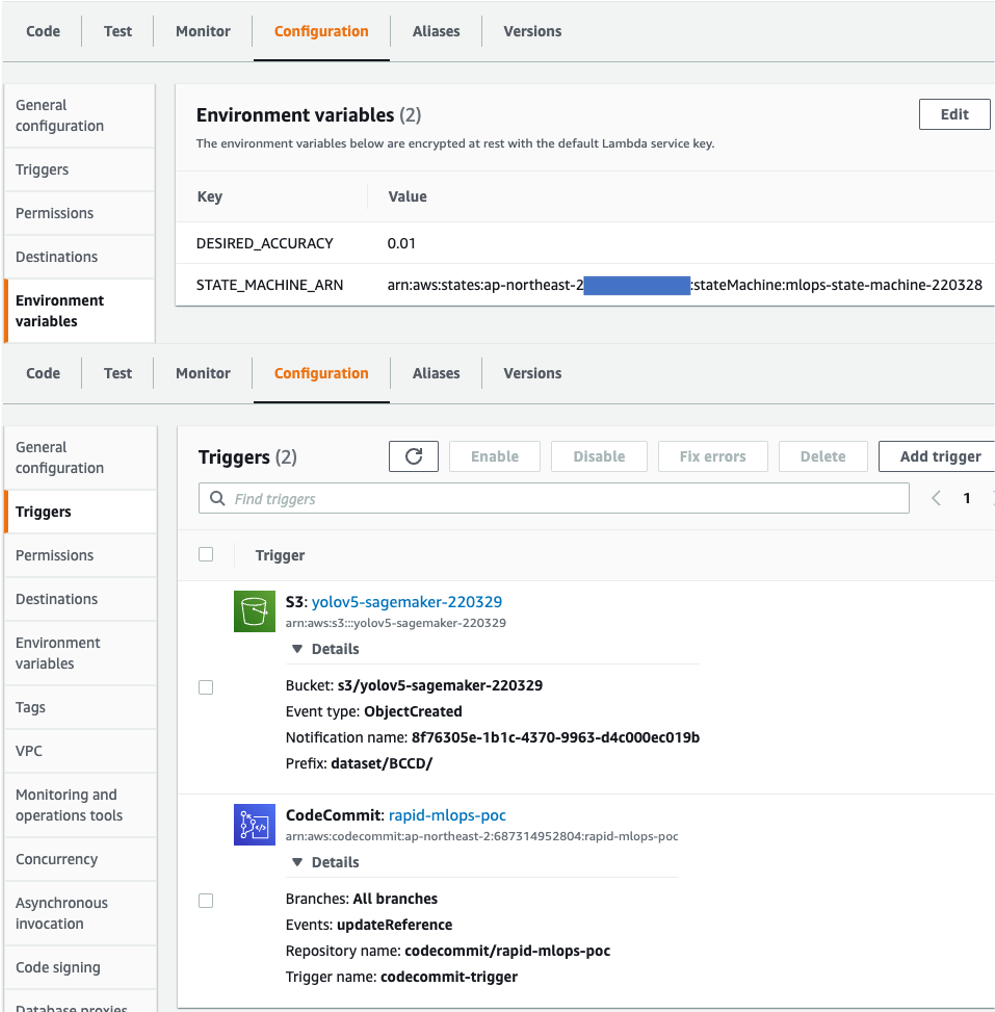 Code Test Monitor Configuration Aliases Versions
General
configuration
Triggers
Permissions
Destinations
Environment
variables
Environment variables (2)
Edit
The environment variables below are encrypted at rest with the default Lambda service key.
Key Value
DESIRED_ACCURACY 0.01
STATE_MACHINE_ARN arn:aws:states:ap-northeast-2 :stateMachine:mlops-state-machine-220328
Code Test Monitor Configuration Aliases Versions
General
configuration
Triggers
Permissions
Destinations
Environment
variables
Tags
VPC
Monitoring and
operations tools
Concurrency
Asynchronous
invocation
Code signing
Database proxies
Triggers (2)
Enable Disable Fix errors Delete Add trigger
Find triggers
1
Trigger
S3: yolov5-sagemaker-220329
arn:aws:s3:::yolov5-sagemaker-220329
▼ Details
Bucket: s3/yolov5-sagemaker-220329
Event type: ObjectCreated
Notification name: 8f76305e-1b1c-4370-9963-d4c000ec019b
Prefix: dataset/BCCD/
CodeCommit: rapid-mlops-poc
arn:aws:codecommit:ap-northeast-2:687314952804:rapid-mlops-poc
▼ Details
Branches: All branches
Events: updateReference
Repository name: codecommit/rapid-mlops-poc
Trigger name: codecommit-trigger